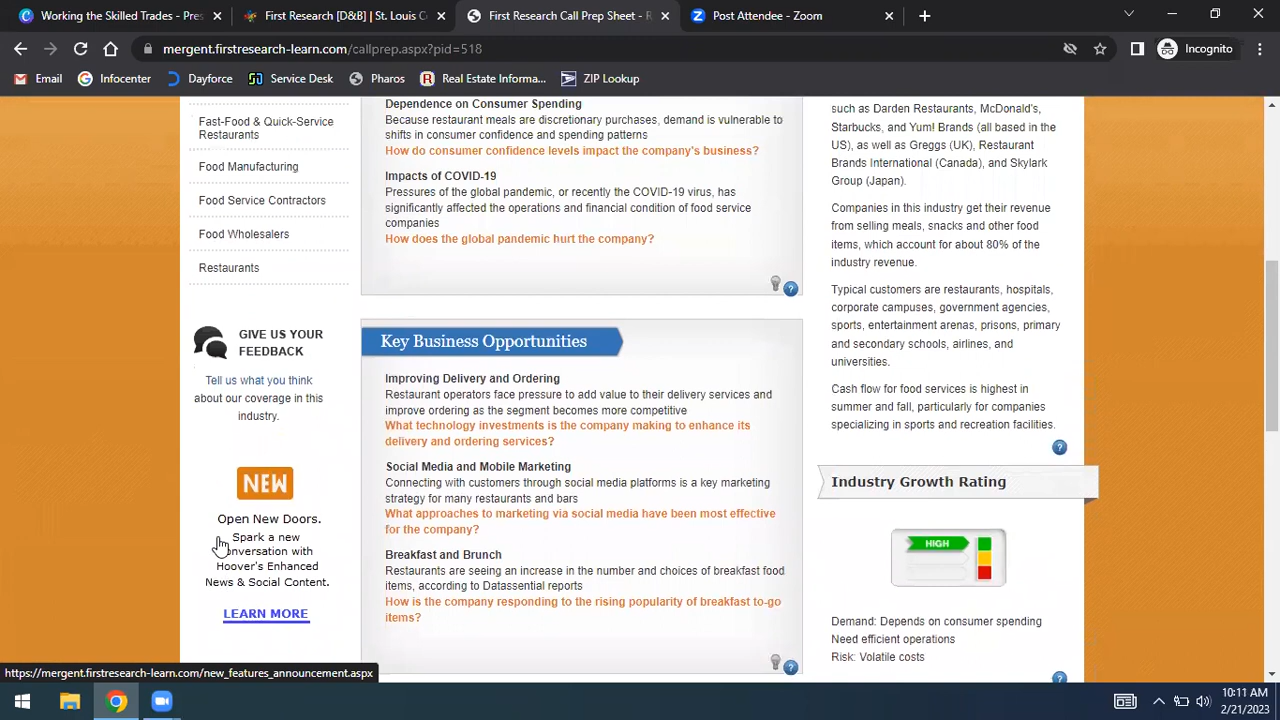 Working the Skilled Trades - Pres
First Research [D&B] | St. Louis C
First Research Call Prep Sheet - R
Post Attendee - Zoom
mergent.firstresearch-learn.com/callprep.aspx?pid=518
Incognito
Email
Infocenter
Dayforce
Service Desk
Pharos
Real Estate Informa...
ZIP Lookup
Fast-Food & Quick-Service
Restaurants
Food Manufacturing
Food Service Contractors
Food Wholesalers
Restaurants
GIVE US YOUR
FEEDBACK
Tell us what you think
about our coverage in this
industry.
NEW
Open New Doors.
Spark a new
conversation with
Hoover's Enhanced
News & Social Content.
LEARN MORE
Dependence on Consumer Spending
Because restaurant meals are discretionary purchases, demand is vulnerable to
shifts in consumer confidence and spending patterns
How do consumer confidence levels impact the company's business?
Impacts of COVID-19
Pressures of the global pandemic, or recently the COVID-19 virus, has
significantly affected the operations and financial condition of food service
companies
How does the global pandemic hurt the company?
Key Business Opportunities
Improving Delivery and Ordering
Restaurant operators face pressure to add value to their delivery services and
improve ordering as the segment becomes more competitive
What technology investments is the company making to enhance its
delivery and ordering services?
Social Media and Mobile Marketing
Connecting with customers through social media platforms is a key marketing
strategy for many restaurants and bars
What approaches to marketing via social media have been most effective
for the company?
Breakfast and Brunch
Restaurants are seeing an increase in the number and choices of breakfast food
items, according to Datassential reports
How is the company responding to the rising popularity of breakfast to-go
items?
such as Darden Restaurants, McDonald's,
Starbucks, and Yum! Brands (all based in the
US), as well as Greggs (UK), Restaurant
Brands International (Canada), and Skylark
Group (Japan).
Companies in this industry get their revenue
from selling meals, snacks and other food
items, which account for about 80% of the
industry revenue.
Typical customers are restaurants, hospitals,
corporate campuses, government agencies,
sports, entertainment arenas, prisons, primary
and secondary schools, airlines, and
universities.
Cash flow for food services is highest in
summer and fall, particularly for companies
specializing in sports and recreation facilities.
Industry Growth Rating
HIGH
Demand: Depends on consumer spending
Need efficient operations
Risk: Volatile costs
https://mergent.firstresearch-learn.com/new_features_announcement.aspx
10:11 AM
2/21/2023